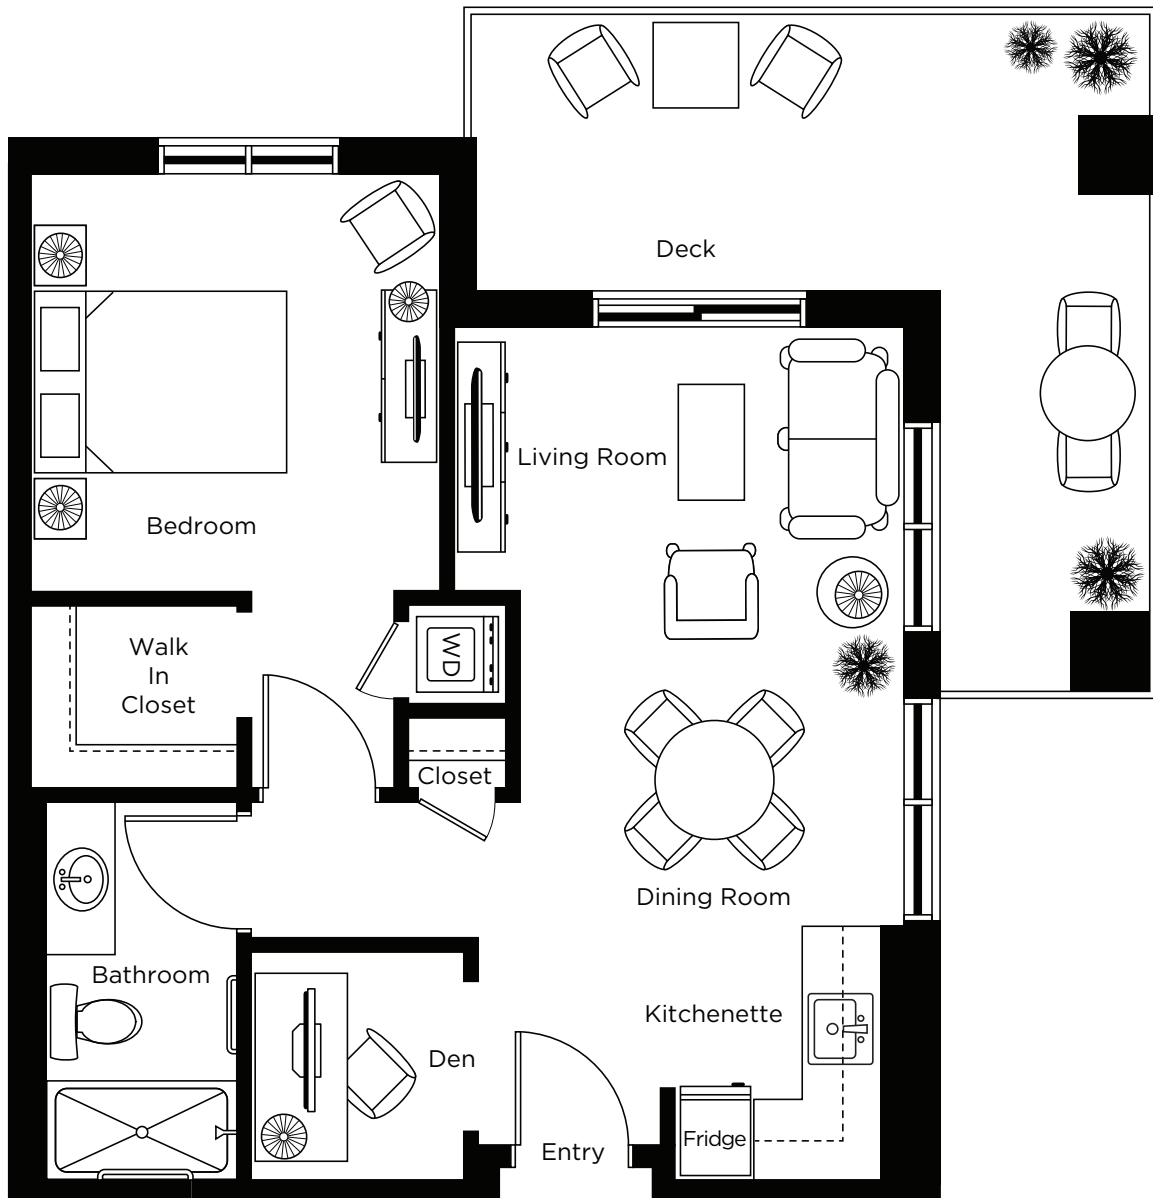 Deck
Living Room
Bedroom
Walk
In
Closet
WD
Closet
Dining Room
Bathroom
Kitchenette
Den
Fridge
Entry